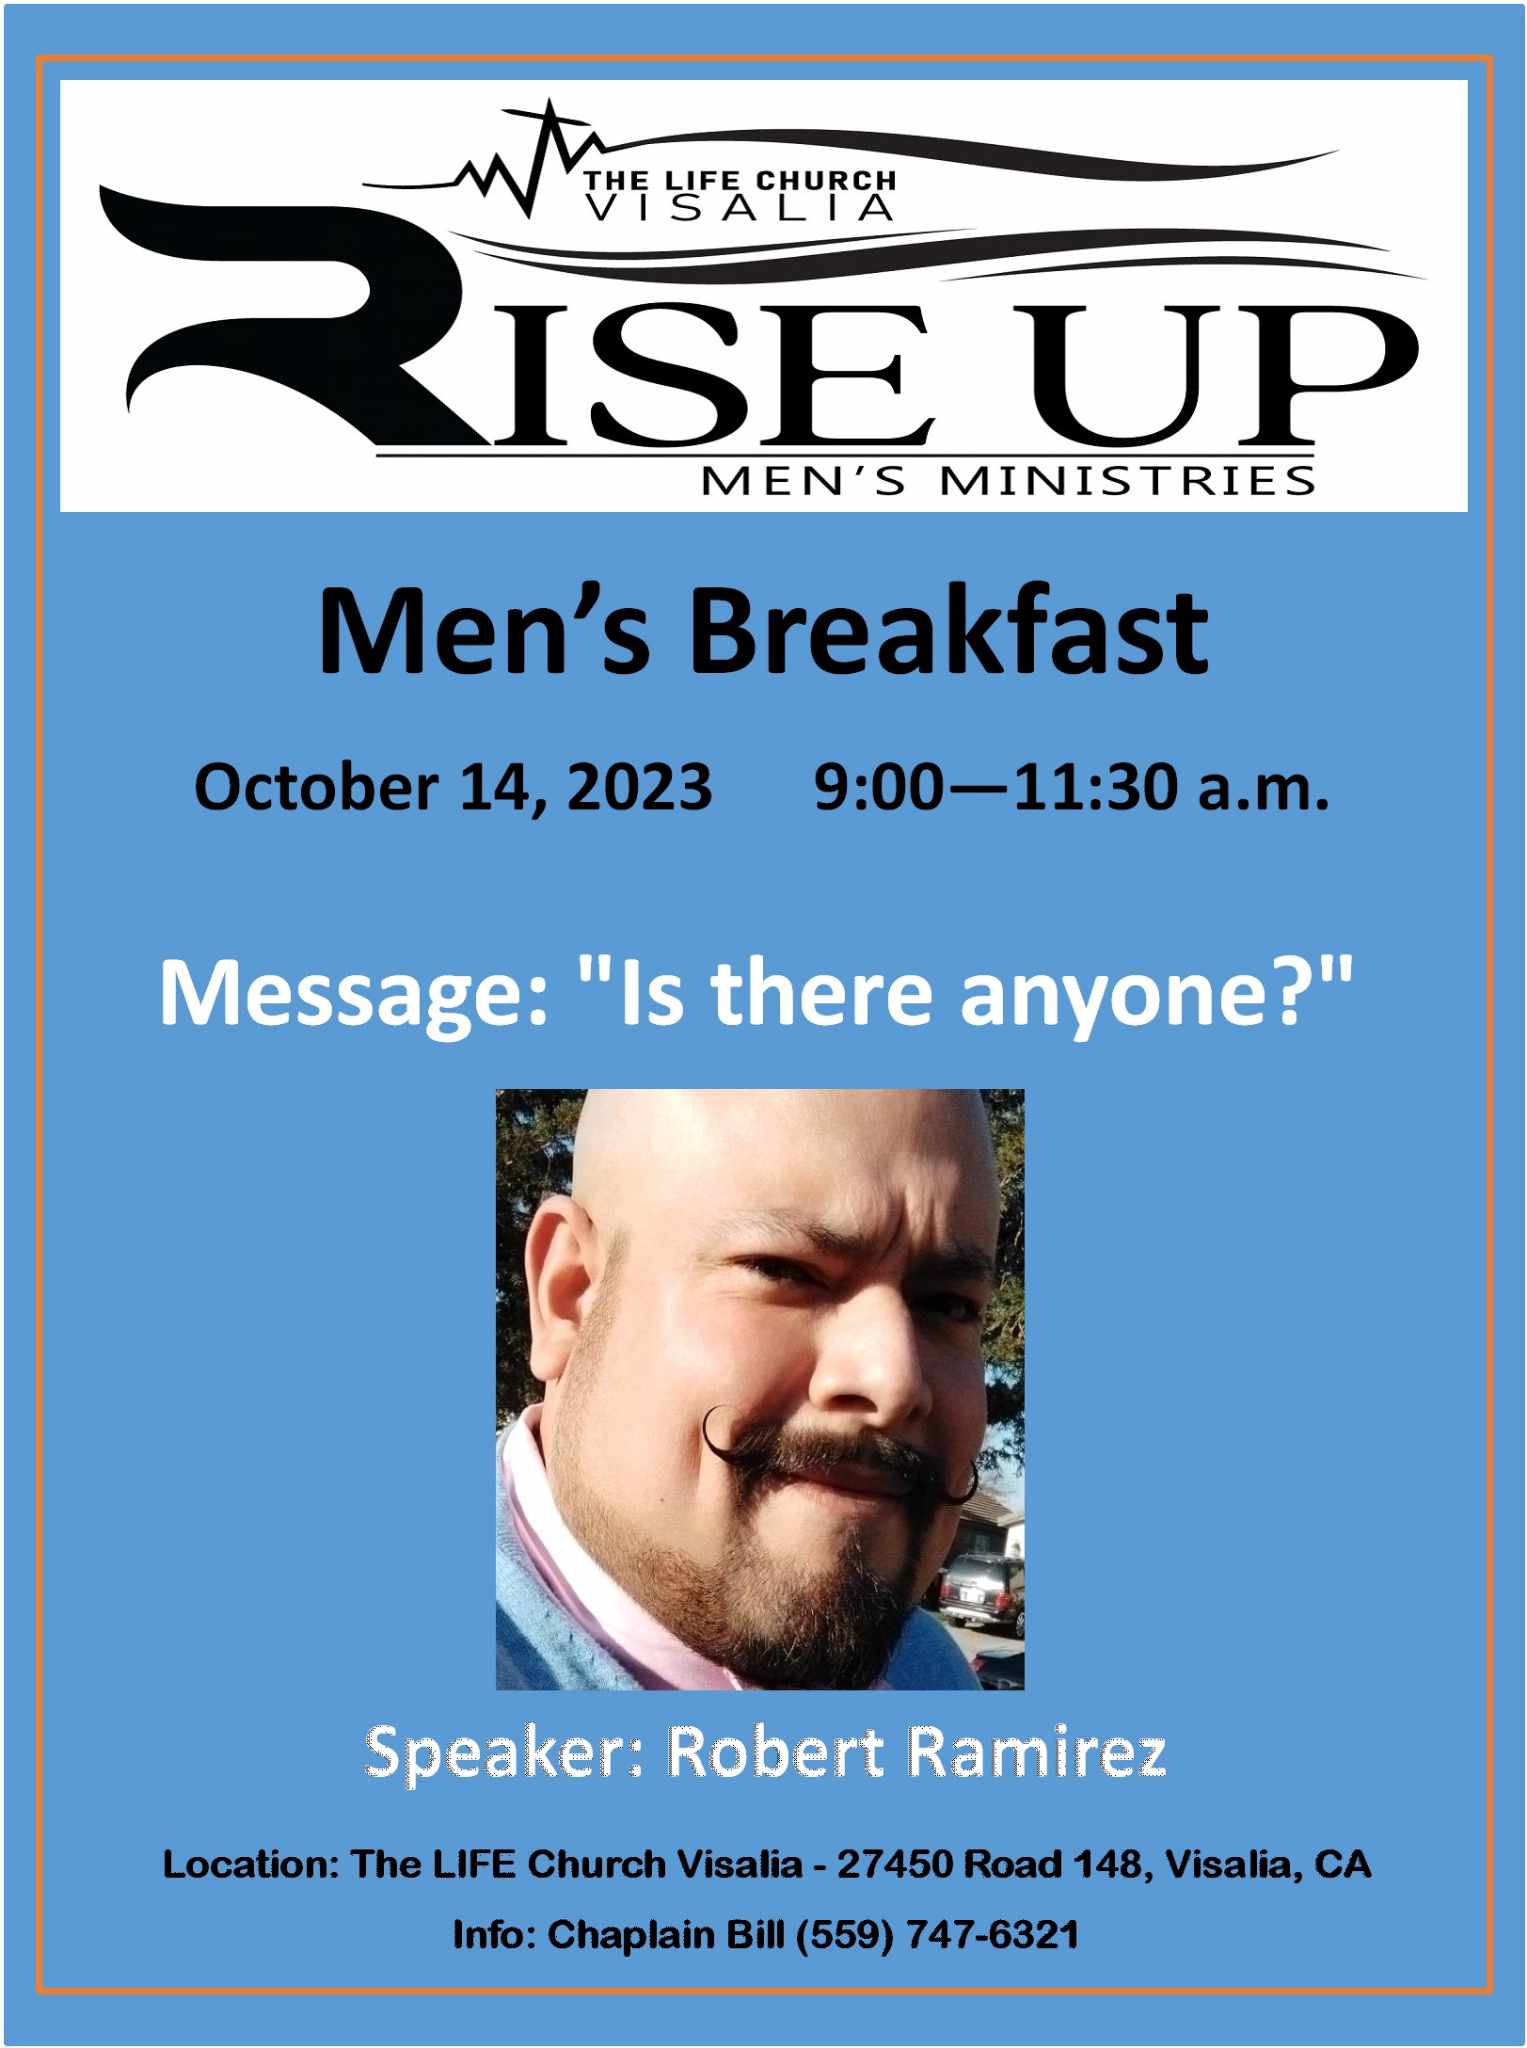 THE LIFE CHURCH
VISALIA
RISE UP
MEN'S MINISTRIES
Men’s Breakfast
October 14, 2023 9:00—11:30 a.m.
Message: "Is there anyone?"
Speaker: Robert Ramirez
Location: The LIFE Church Visalia - 27450 Road 148, Visalia, CA
Info: Chaplain Bill (559) 747-6321